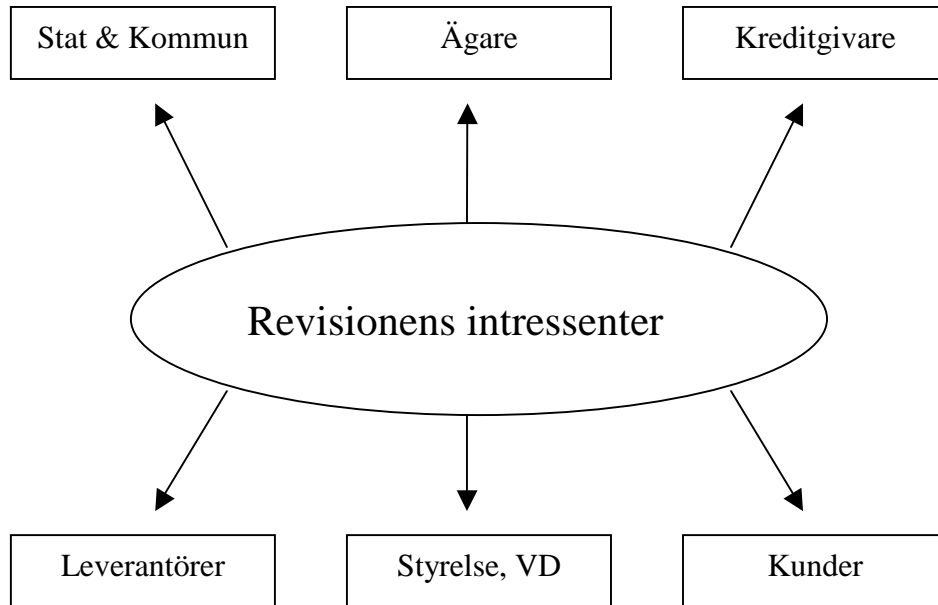 Stat & Kommun
Ägare
Kreditgivare
Revisionens intressenter
Leverantörer
Styrelse, VD
Kunder